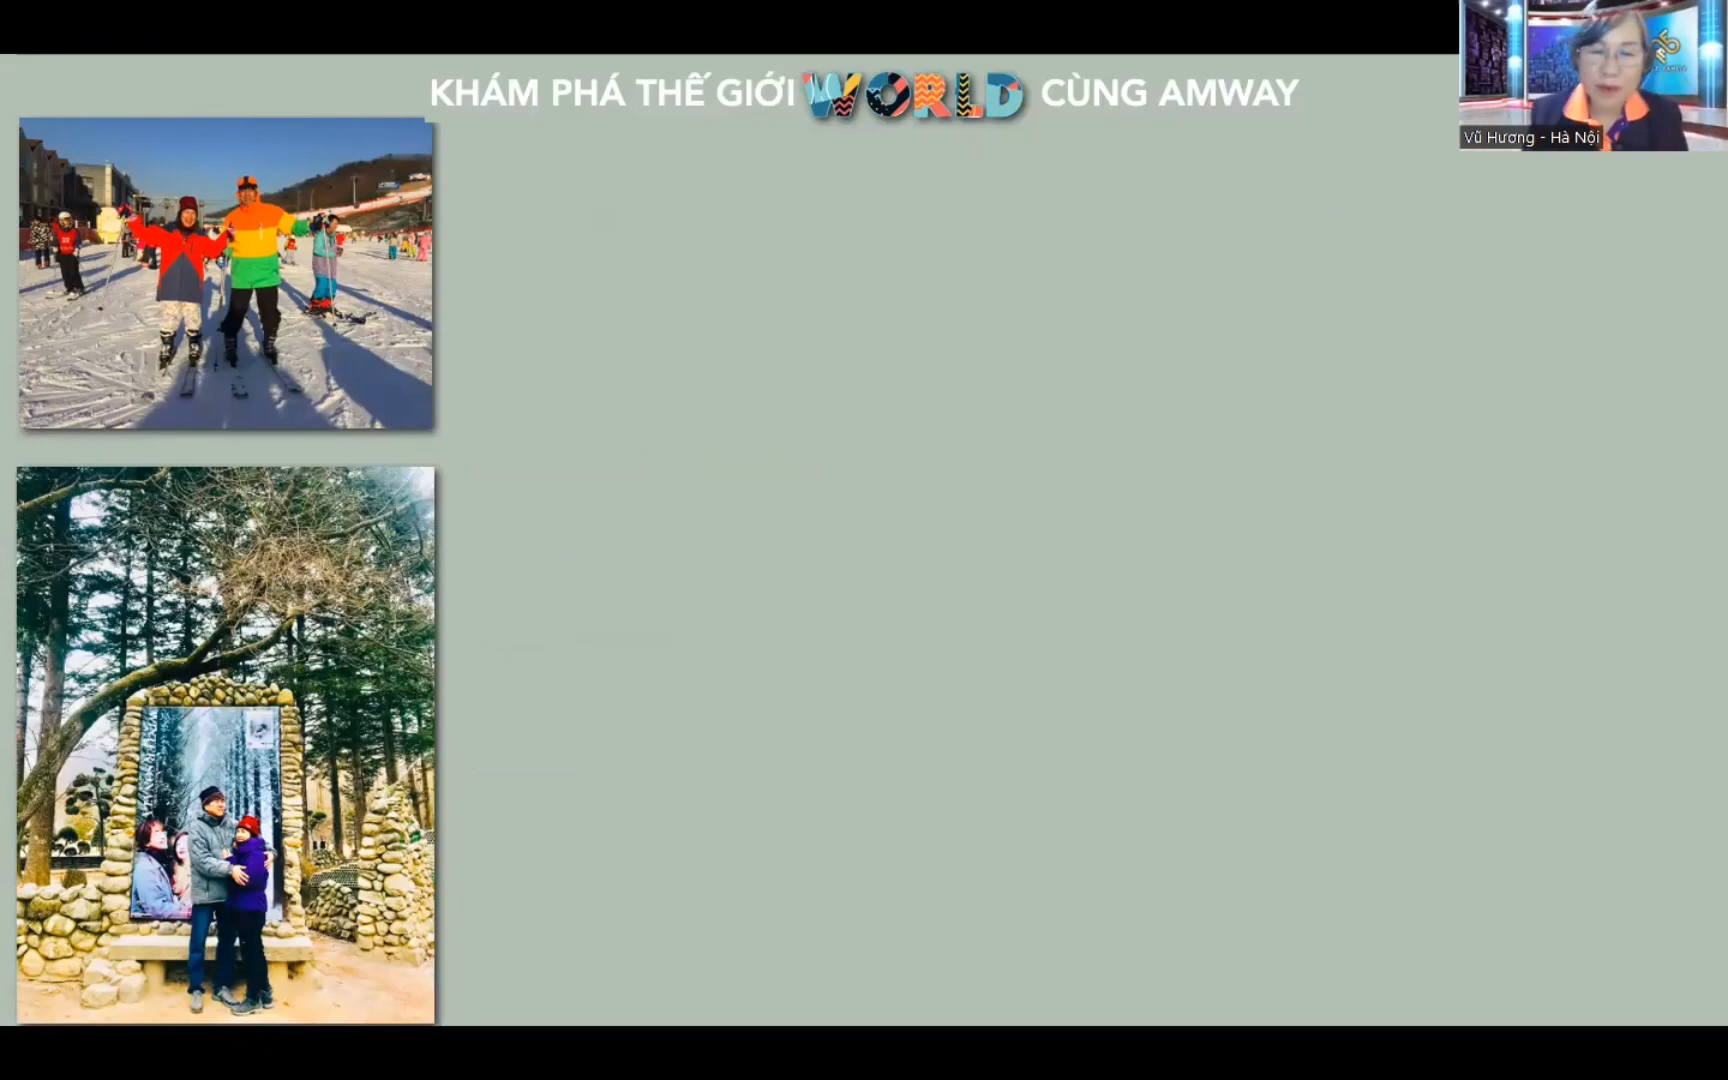 KHÁM PHÁ THẾ GIỚI WORLD CÙNG AMWAY
Vũ Hương - Hà Nội